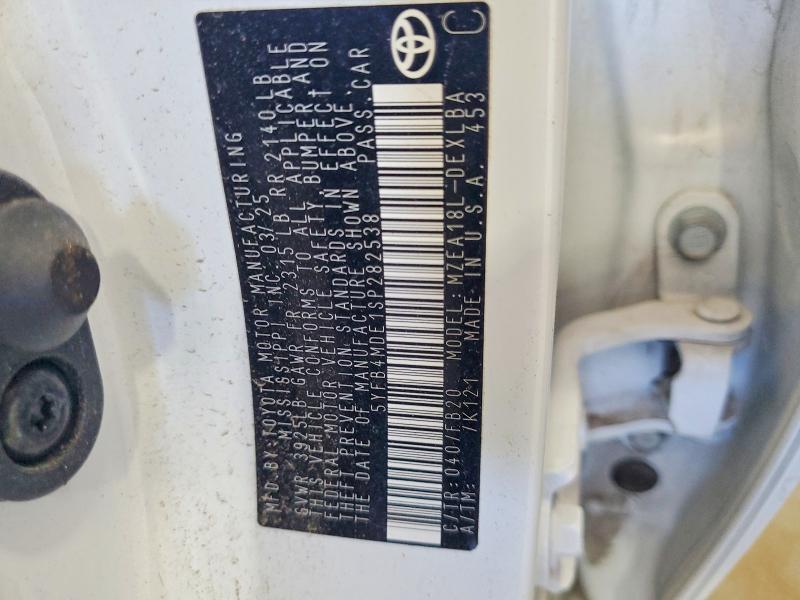 MFD BY:TOYOTA MOTOR MANUFACTURING
MISSISSIPPI INC. 03/25
GVWR 3925LB GAWR FR 2315 LB RR 2140 LB
THIS VEHICLE CONFORMS TO ALL APPLICABLE
FEDERAL MOTOR VEHICLE SAFETY, BUMPER AND
THEFT PREVENTION STANDARDS IN EFFECT ON
THE DATE OF MANUFACTURE SHOWN ABOVE.
5YFB4MDE1SP282538 PASS. CAR
C/TR:040/FB20 MODEL:MZEA18L-DEXLBA
A/TM: /K121 MADE IN U.S.A. 453
C